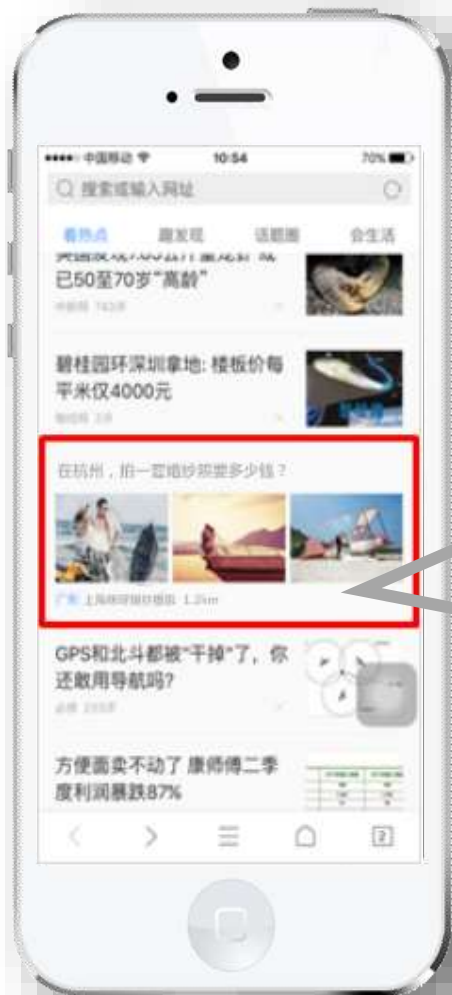 中国移动
10:54
70%
搜索或输入网址
看热点 趣发现 话题圈 会生活
已50至70岁“高龄”
碧桂园环深圳拿地: 楼板价每
平米仅4000元
在杭州，拍一套婚纱照要多少钱？
广告 1.2km
GPS和北斗都被“干掉”了，你
还敢用导航吗？
方便面卖不动了 康师傅二季
度利润暴跌87%
2